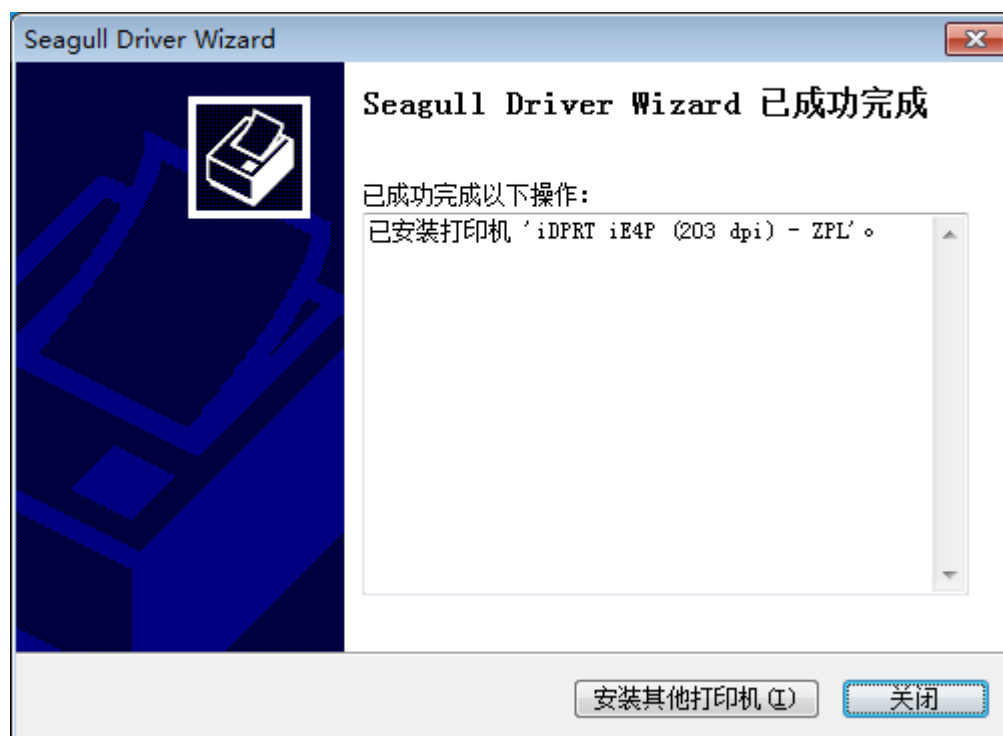 Seagull Driver Wizard
Seagull Driver Wizard 已成功完成
已成功完成以下操作：
已安装打印机 'iDPRT iE4P (203 dpi) - ZPL'。
安装其他打印机(I)
关闭